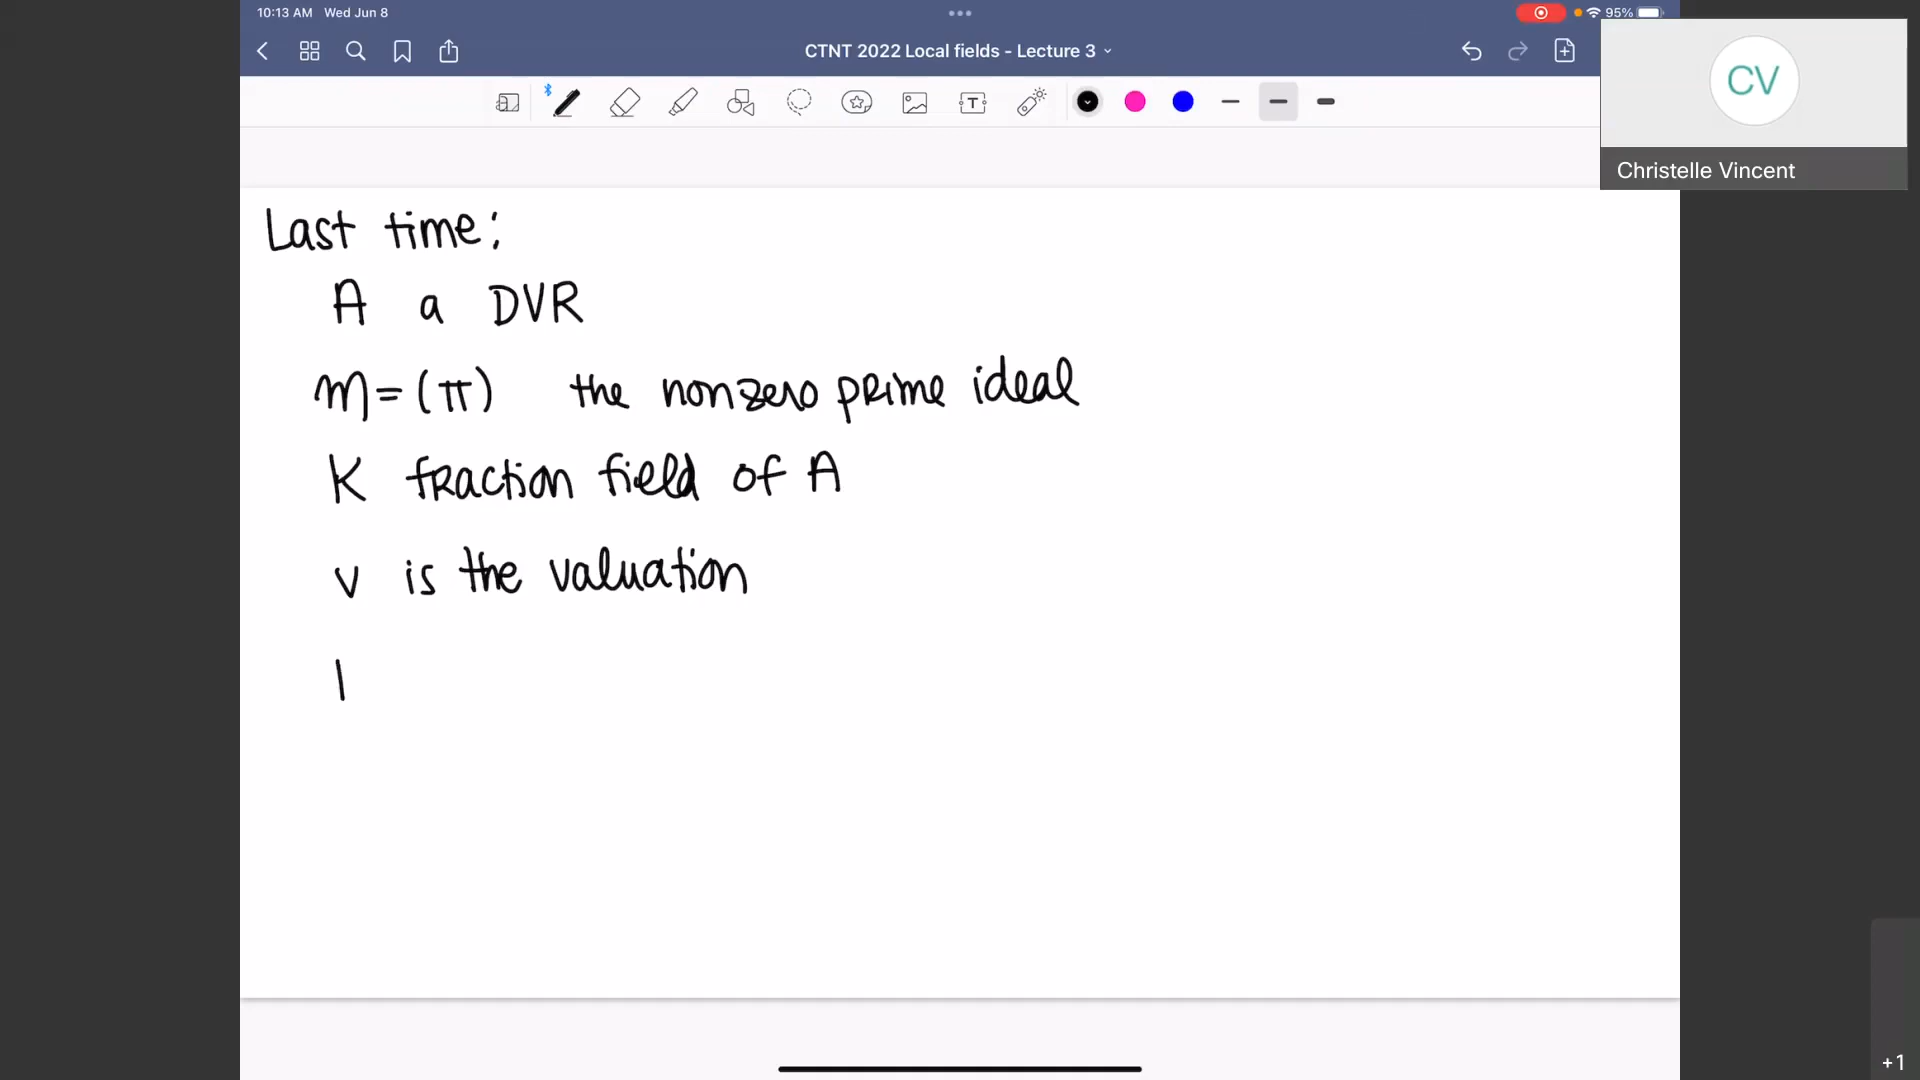 10:13 AM Wed Jun 8
95%
CTNT 2022 Local fields - Lecture 3
T
CV
Christelle Vincent
Last time:
A a DVR
m = (π) the nonzero prime ideal
K fraction field of A
v is the valuation
|
+1